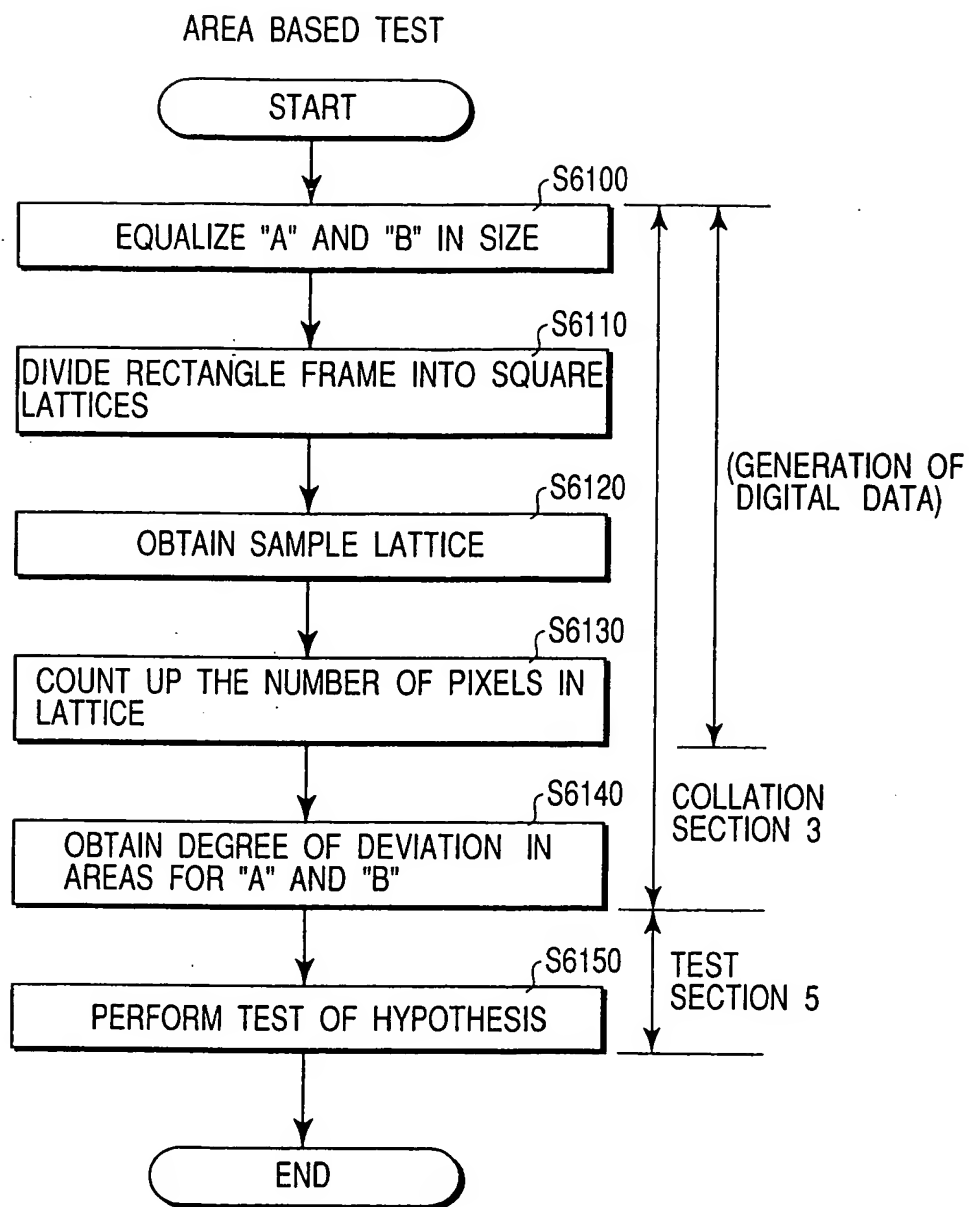 AREA BASED TEST
START
S6100
EQUALIZE "A" AND "B" IN SIZE
S6110
DIVIDE RECTANGLE FRAME INTO SQUARE
LATTICES
(GENERATION OF
DIGITAL DATA)
S6120
OBTAIN SAMPLE LATTICE
S6130
COUNT UP THE NUMBER OF PIXELS IN
LATTICE
S6140
OBTAIN DEGREE OF DEVIATION IN
AREAS FOR "A" AND "B"
COLLATION
SECTION 3
S6150
PERFORM TEST OF HYPOTHESIS
TEST
SECTION 5
END